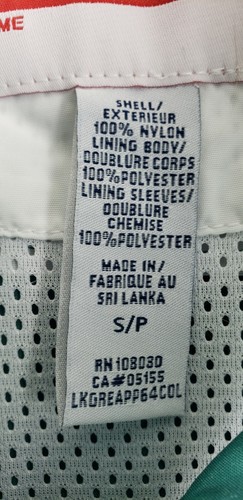 ME
SHELL/
EXTERIEUR
100% NYLON
LINING BODY/
DOUBLURE CORPS
100% POLYESTER
LINING SLEEVES/
DOUBLURE
CHEMISE
100% POLYESTER
MADE IN/
FABRIQUE AU
SRI LANKA
S/P
RN 108030
CA#05155
LKGREAPP64COL